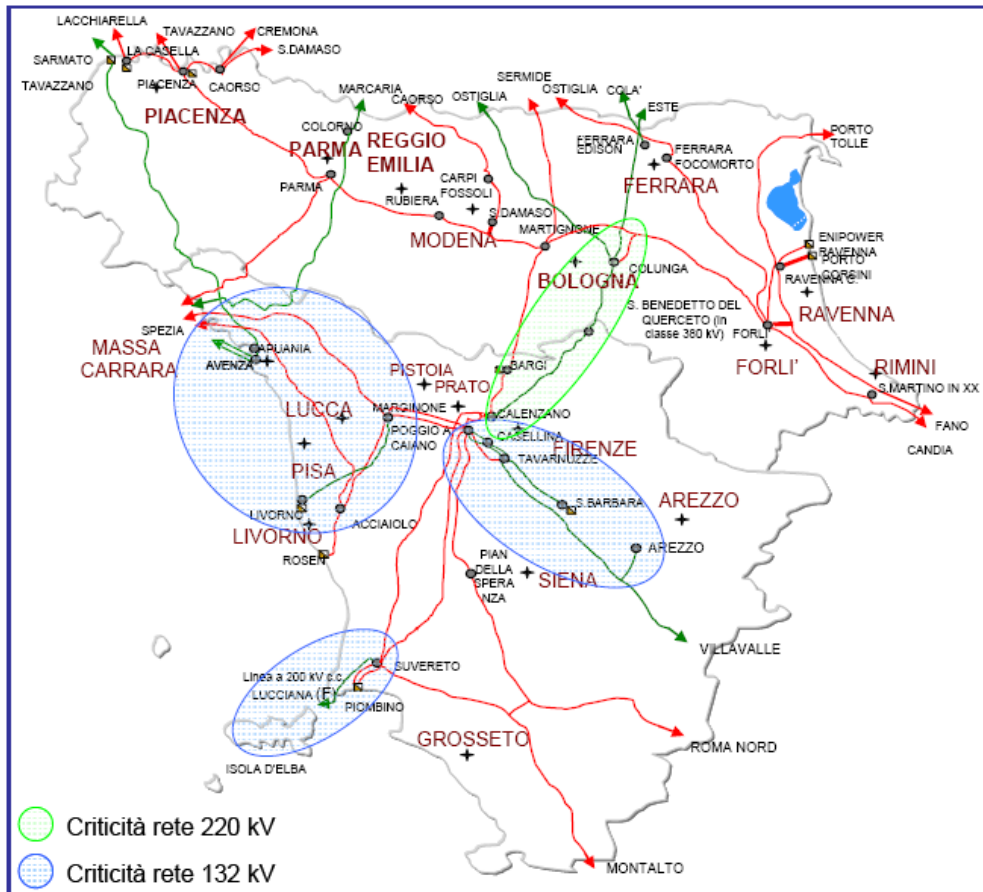 LACCHIARELLA
TAVAZZANO
CREMONA
S.DAMASO
SARMATO
LA CASELLA
TAVAZZANO
PIACENZA
CAORSO
PIACENZA
MARCARIA
CAORSO
OSTIGLIA
SERMIDE
OSTIGLIA
COLA'
ESTE
COLORNO
PARMA
REGGIO
EMILIA
PARMA
RUBIERA
CARPI
FOSSOLI
S.DAMASO
MODENA
MARTIGNONE
FERRARA
EDISON
FERRARA
FOCOMORTO
FERRARA
PORTO
TOLLE
BOLOGNA
COLUNGA
ENIPOWER
RAVENNA
PORTO
CORSINI
RAVENNA C.
RAVENNA
S. BENEDETTO DEL
QUERCETO (in
classe 380 kV)
FORLI'
FORLI'
RIMINI
S.MARTINO IN XX
FANO
CANDIA
SPEZIA
MASSA
CARRARA
APUANIA
AVENZA
BARGI
PISTOIA
PRATO
LUCCA
MARGINONE
POGGIO A
CAIANO
CALENZANO
CASELLINA
FIRENZE
TAVARNUZZE
PISA
S.BARBARA
AREZZO
LIVORNO
LIVORNO
ACCIAIOLO
ROSEN
AREZZO
PIAN
DELLA
SPERA
NZA
SIENA
VILLAVALLE
SUVERETO
Linea a 200 kV c.c.
LUCCIANA (F)
PIOMBINO
GROSSETO
ROMA NORD
ISOLA D'ELBA
MONTALTO
Criticità rete 220 kV
Criticità rete 132 kV